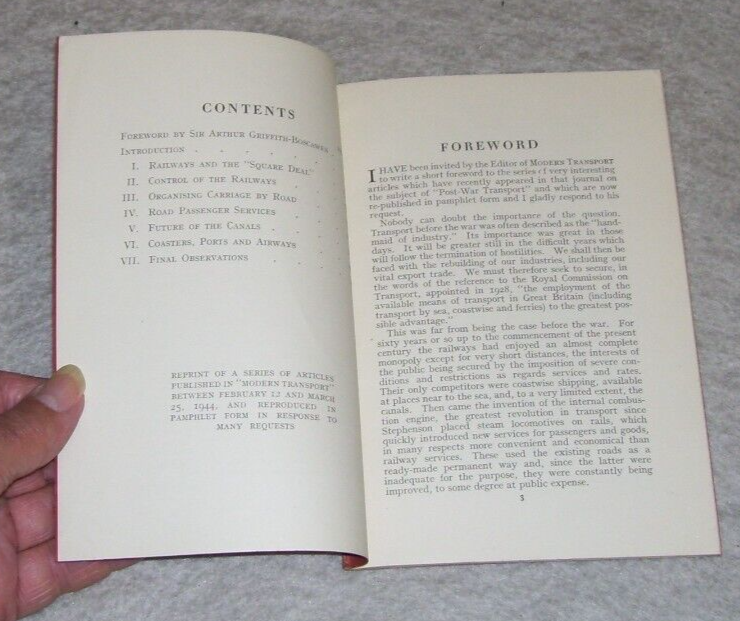 CONTENTS
FOREWORD BY SIR ARTHUR GRIFFITH-BOSCAWEN
INTRODUCTION . . . . .
I. RAILWAYS AND THE "SQUARE DEAL"
II. CONTROL OF THE RAILWAYS . .
III. ORGANISING CARRIAGE BY ROAD .
IV. ROAD PASSENGER SERVICES . .
V. FUTURE OF THE CANALS . . .
VI. COASTERS, PORTS AND AIRWAYS .
VII. FINAL OBSERVATIONS . . . .
REPRINT OF A SERIES OF ARTICLES
PUBLISHED IN "MODERN TRANSPORT"
BETWEEN FEBRUARY 12 AND MARCH
25, 1944, AND REPRODUCED IN
PAMPHLET FORM IN RESPONSE TO
MANY REQUESTS
FOREWORD
I HAVE been invited by the Editor of MODERN TRANSPORT
to write a short foreword to the series of very interesting
articles which have recently appeared in that journal on
the subject of "Post-War Transport" and which are now
re-published in pamphlet form and I gladly respond to his
request.
Nobody can doubt the importance of the question.
Transport before the war was often described as the "hand-
maid of industry." Its importance was great in those
days. It will be greater still in the difficult years which
will follow the termination of hostilities. We shall then be
faced with the rebuilding of our industries, including our
vital export trade. We must therefore seek to secure, in
the words of the reference to the Royal Commission on
Transport, appointed in 1928, "the employment of the
available means of transport in Great Britain (including
transport by sea, coastwise and ferries) to the greatest pos-
sible advantage."
This was far from being the case before the war. For
sixty years or so up to the commencement of the present
century the railways had enjoyed an almost complete
monopoly except for very short distances, the interests of
the public being secured by the imposition of severe con-
ditions and restrictions as regards services and rates.
Their only competitors were coastwise shipping, available
at places near to the sea, and, to a very limited extent, the
canals. Then came the invention of the internal combus-
tion engine, the greatest revolution in transport since
Stephenson placed steam locomotives on rails, which
quickly introduced new services for passengers and goods,
in many respects more convenient and economical than
railway services. These used the existing roads as a
ready-made permanent way and, since the latter were
inadequate for the purpose, they were constantly being
improved, to some degree at public expense.
3